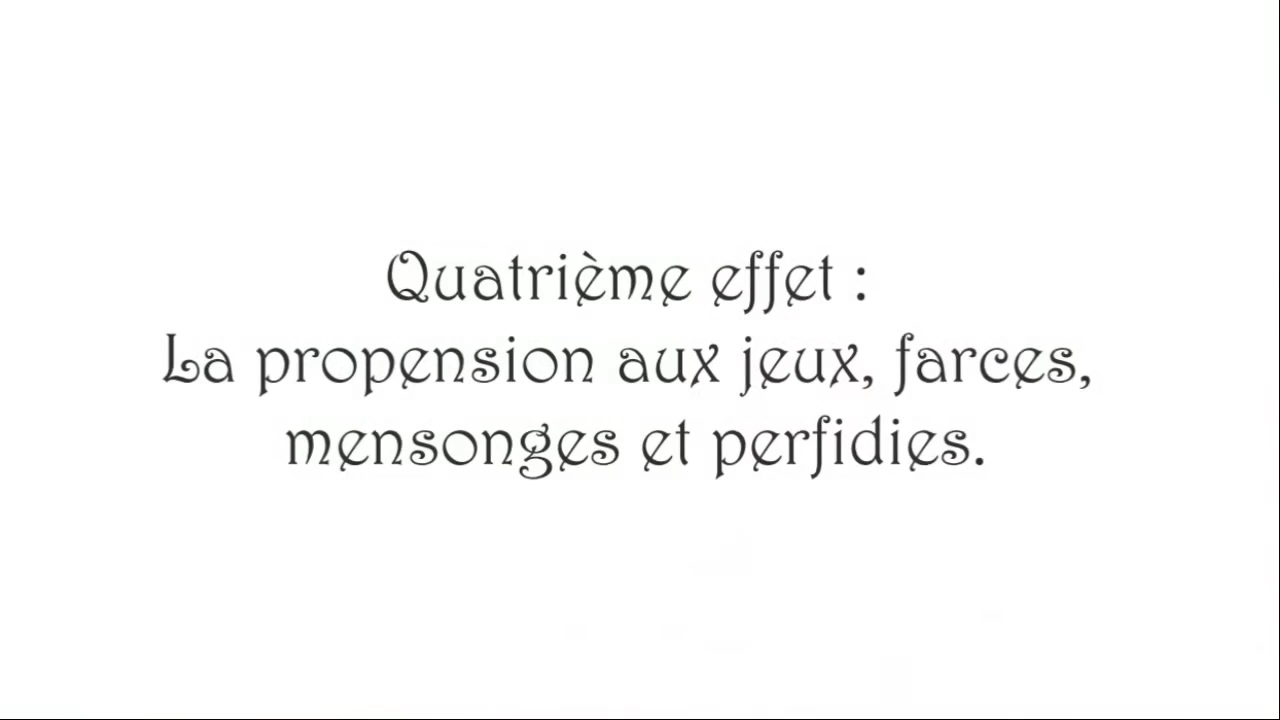 Quatrième effet :
La propension aux jeux, farces,
mensonges et perfidies.